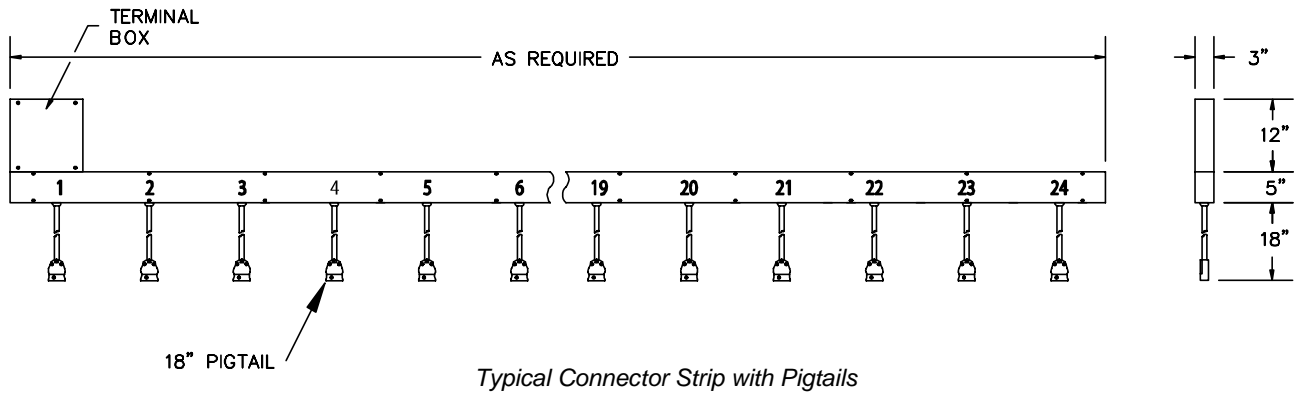 TERMINAL
BOX
AS REQUIRED
3”
12”
1 2 3 4 5 6 19 20 21 22 23 24
5”
18”
18” PIGTAIL
Typical Connector Strip with Pigtails